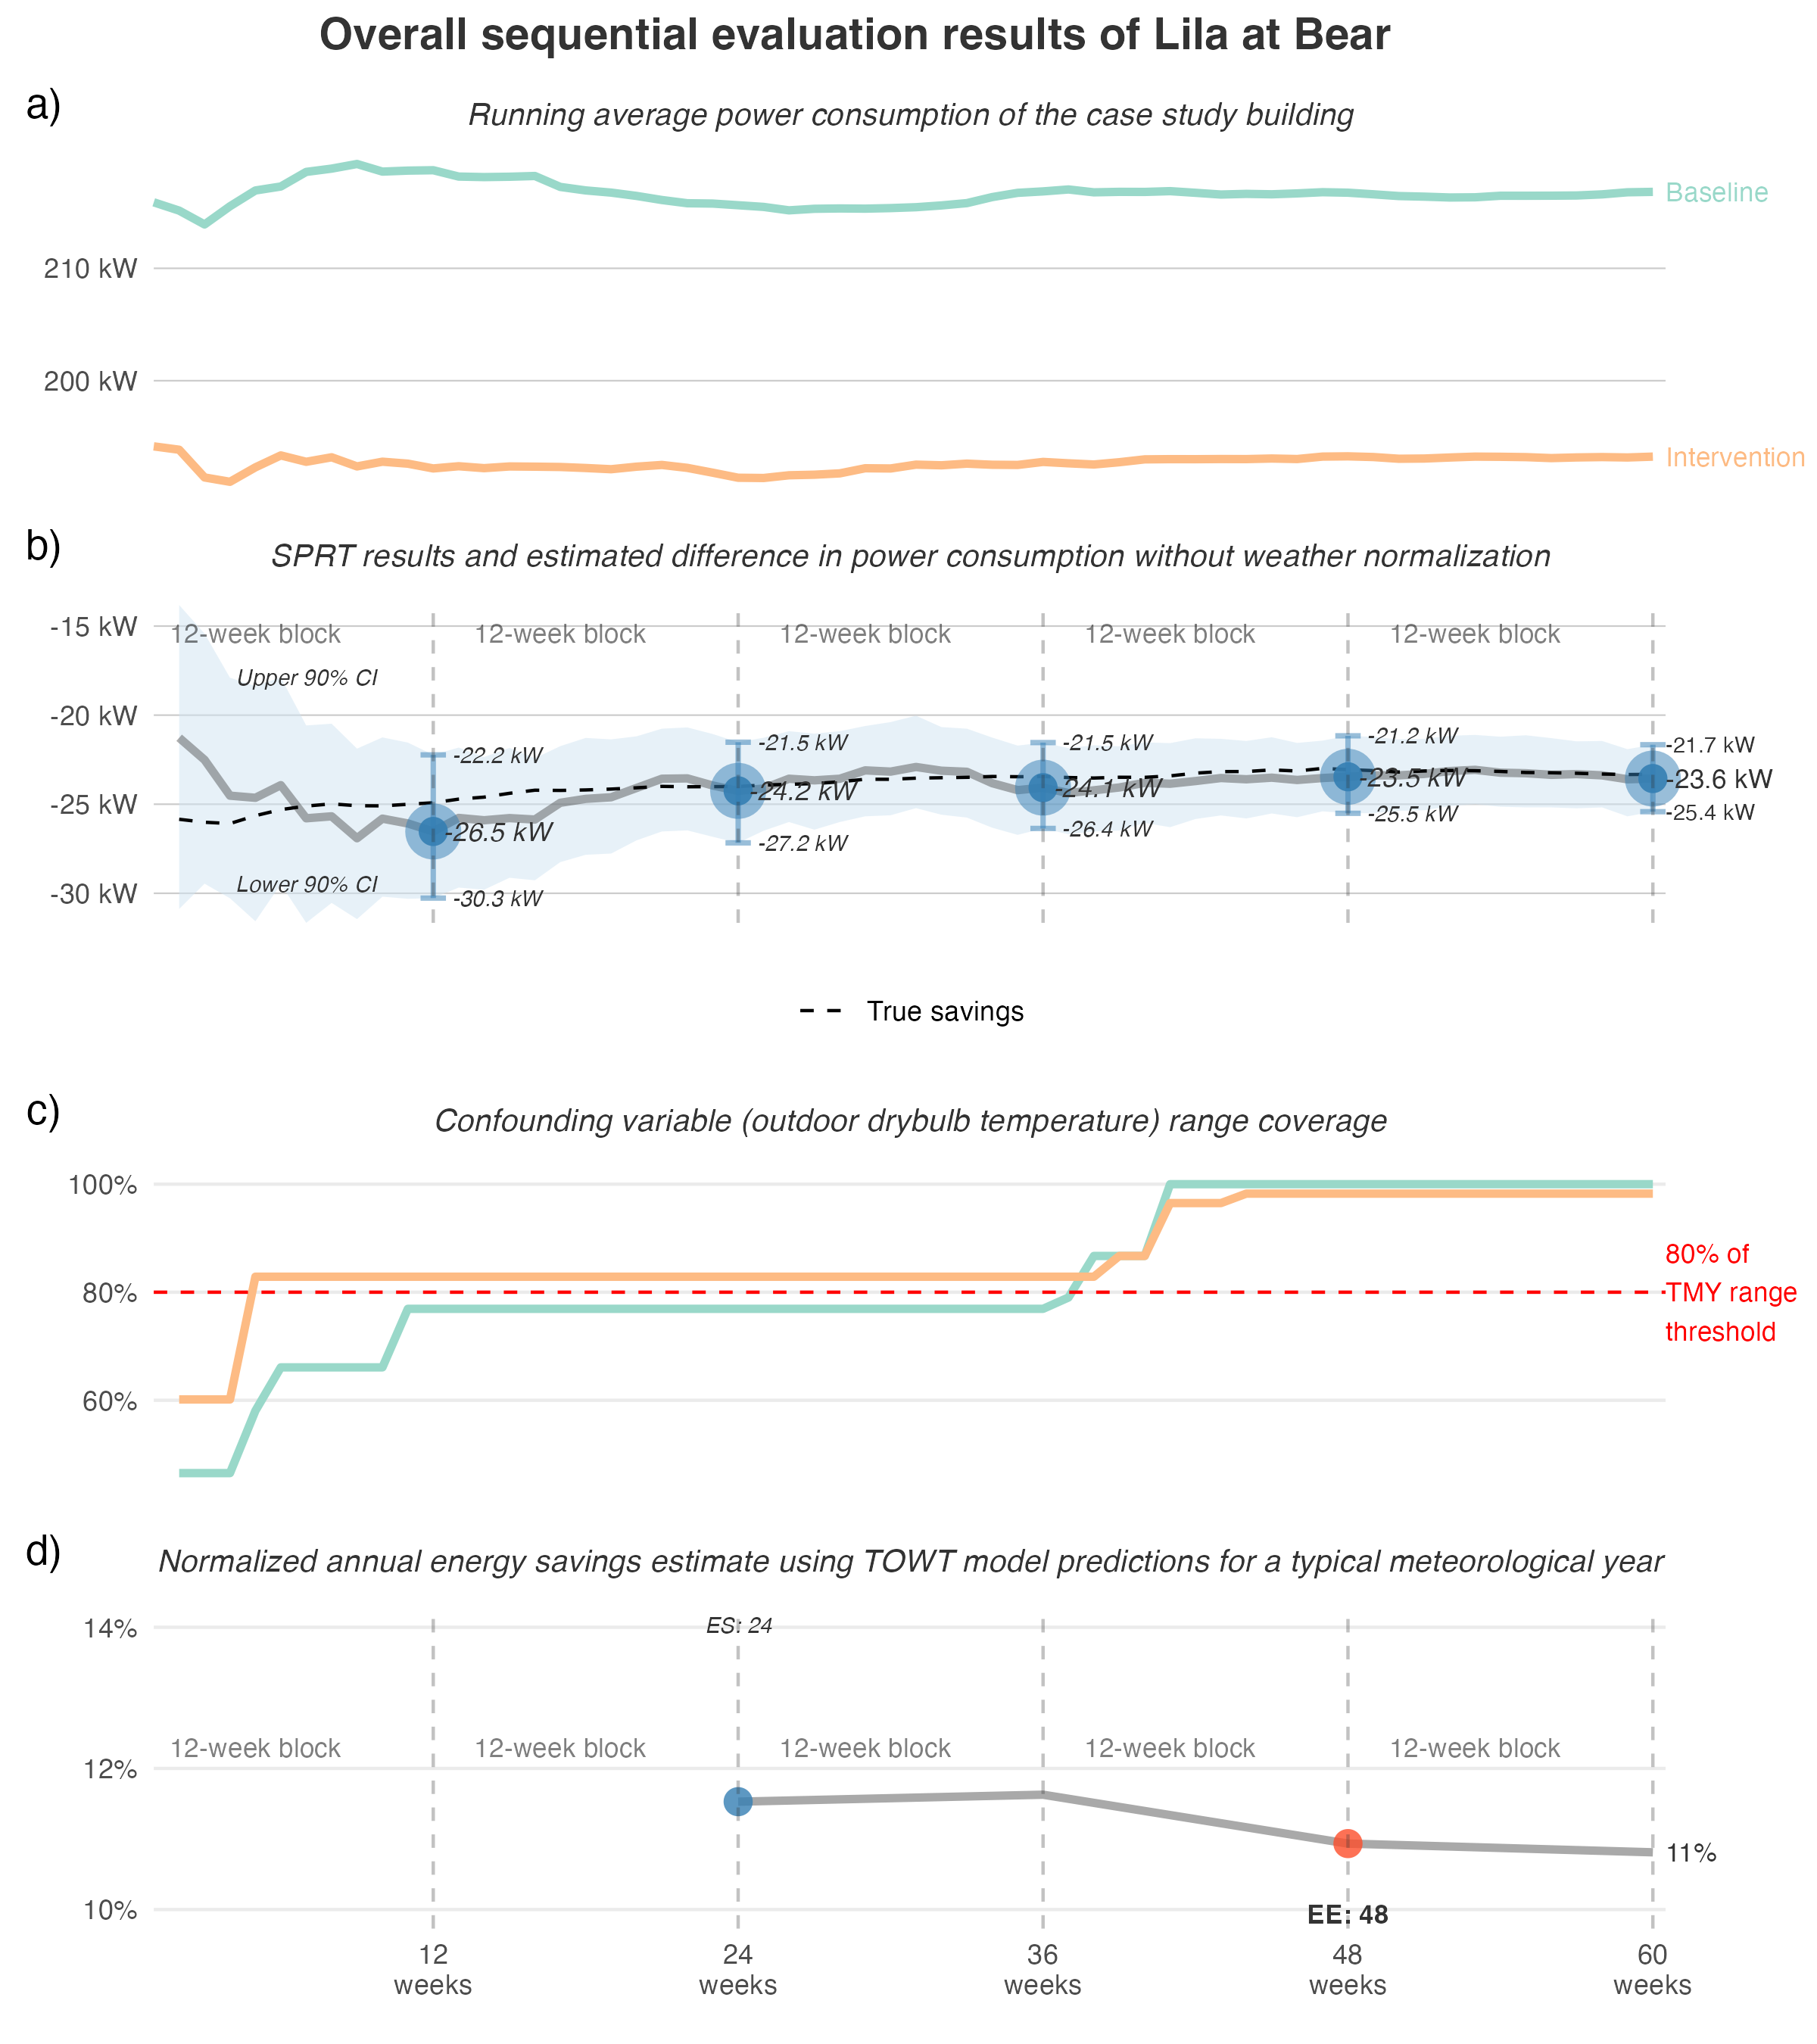 Overall sequential evaluation results of Lila at Bear
a)
Running average power consumption of the case study building
Baseline
210 kW
200 kW
Intervention
b)
SPRT results and estimated difference in power consumption without weather normalization
-15 kW
12-week block
12-week block
12-week block
12-week block
12-week block
Upper 90% CI
-20 kW
-22.2 kW
-21.5 kW
-21.5 kW
-21.2 kW
-21.7 kW
-25 kW
-26.5 kW
-24.2 kW
-24.1 kW
-23.5 kW
-23.6 kW
-27.2 kW
-26.4 kW
-25.5 kW
-25.4 kW
Lower 90% CI
-30 kW
-30.3 kW
True savings
c)
Confounding variable (outdoor drybulb temperature) range coverage
100%
80%
60%
80% of
TMY range
threshold
d)
Normalized annual energy savings estimate using TOWT model predictions for a typical meteorological year
14%
ES: 24
12-week block
12-week block
12-week block
12-week block
12-week block
12%
11%
10%
EE: 48
12
weeks
24
weeks
36
weeks
48
weeks
60
weeks